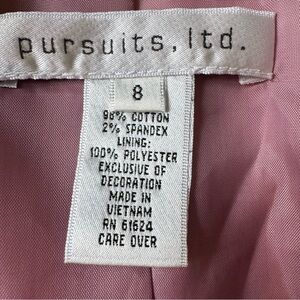 pursuits, ltd.
8
98% COTTON
2% SPANDEX
LINING:
100% POLYESTER
EXCLUSIVE OF
DECORATION
MADE IN
VIETNAM
RN 61624
CARE OVER